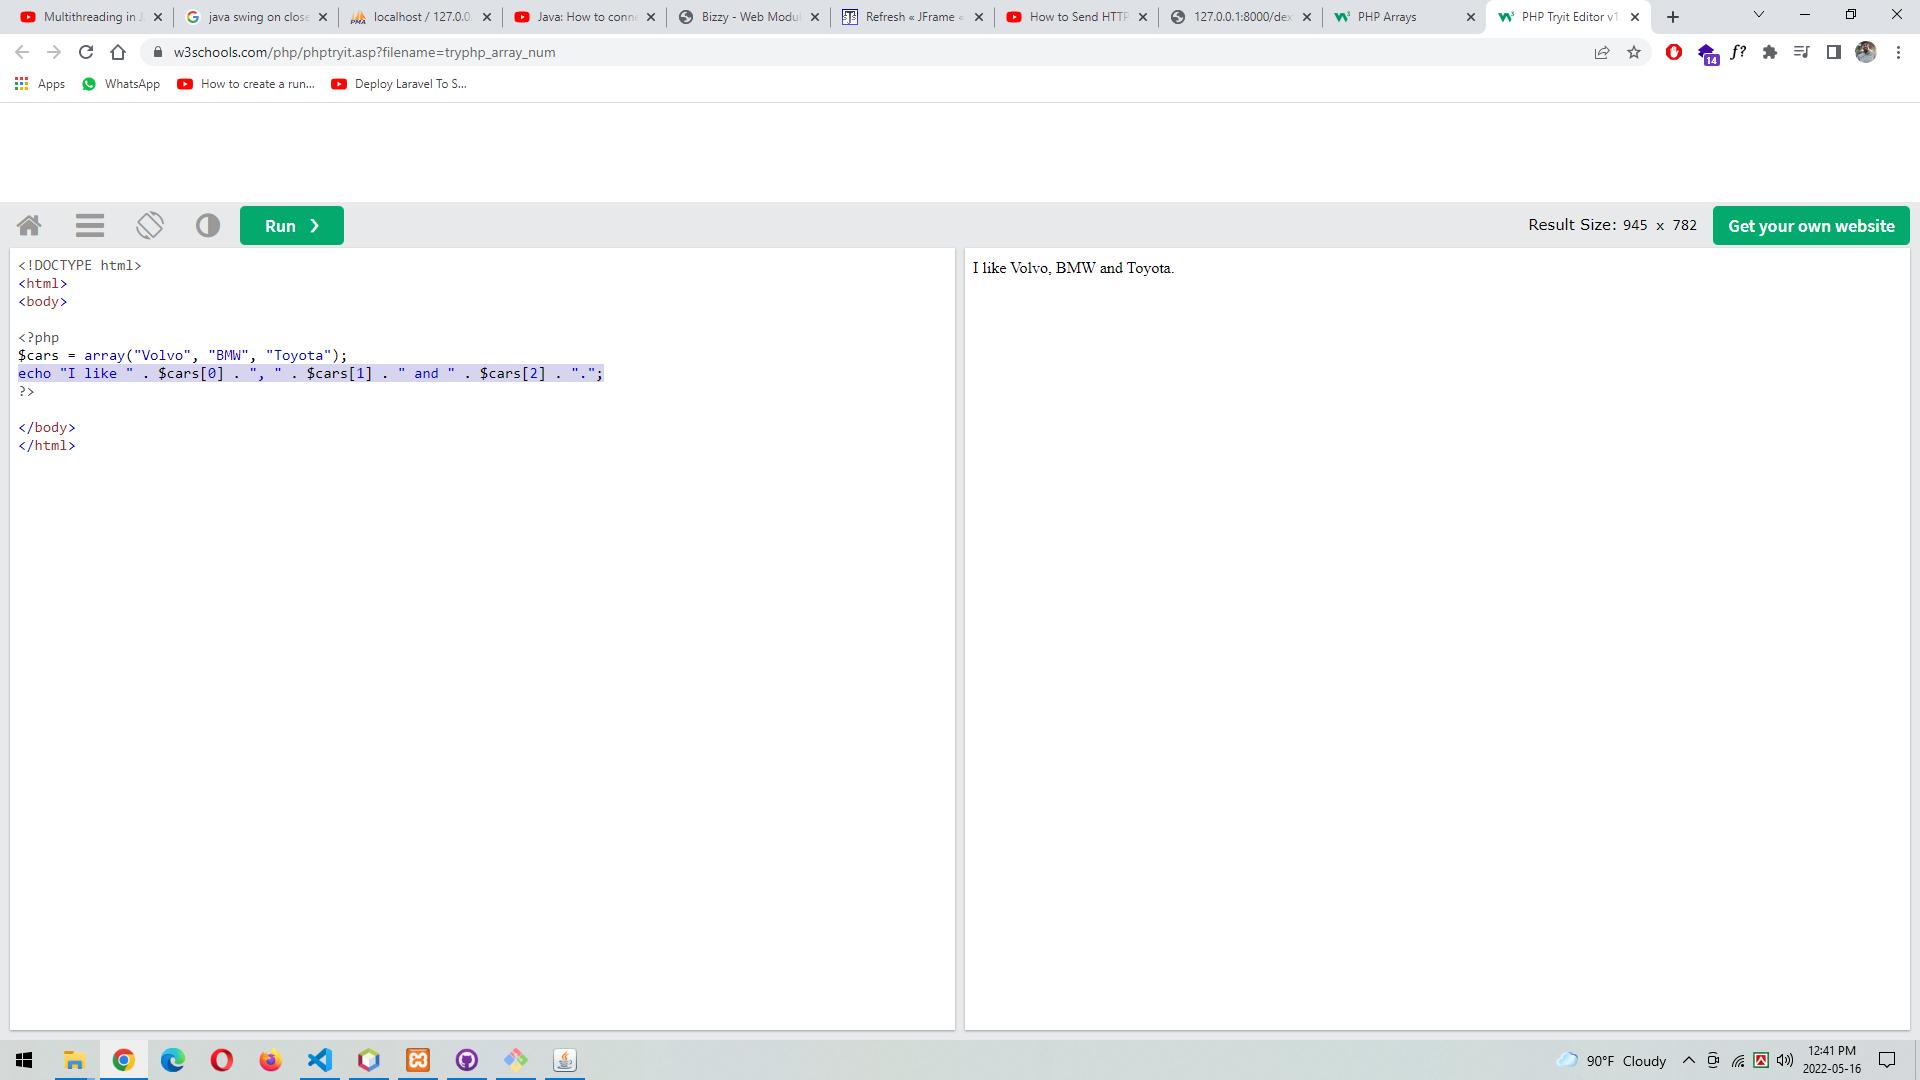 Multithreading in J
java swing on close
localhost / 127.0.0.
Java: How to conne
Bizzy - Web Modul
Refresh « JFrame «
How to Send HTTP
127.0.0.1:8000/dex
PHP Arrays
PHP Tryit Editor v1.
w3schools.com/php/phptryit.asp?filename=tryphp_array_num
14
f?
Apps
WhatsApp
How to create a run...
Deploy Laravel To S...
Run ❯
Result Size: 945 x 782
Get your own website
<!DOCTYPE html>
<html>
<body>
<?php
$cars = array("Volvo", "BMW", "Toyota");
echo "I like " . $cars[0] . ", " . $cars[1] . " and " . $cars[2] . ".";
?>
</body>
</html>
I like Volvo, BMW and Toyota.
90°F Cloudy
12:41 PM
2022-05-16